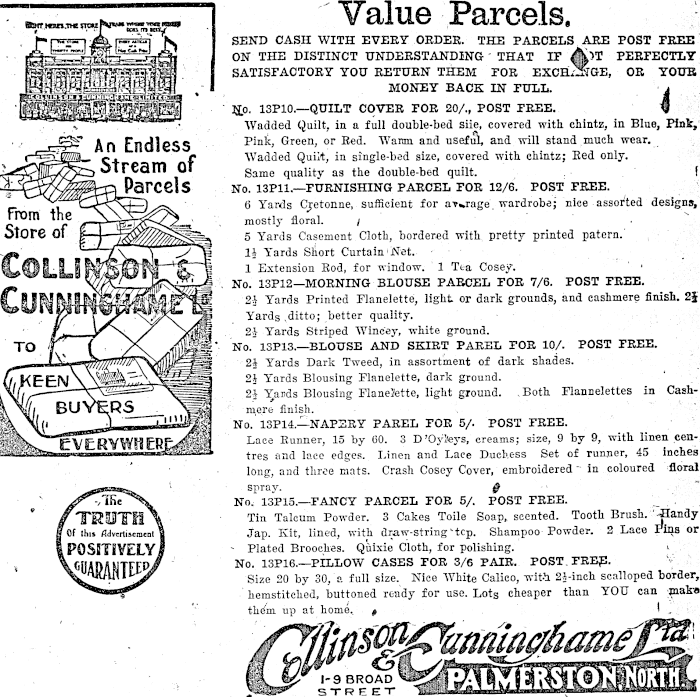 RIGHT HERE'S THE STORE
TRADE WHERE YOUR
DOES ITS BEST
COLLINSON & CUNNINGHAME LIMITED
An Endless
Stream of
Parcels
From the
Store of
COLLINSON &
CUNNINGHAME L
TO
KEEN
BUYERS
EVERYWHERE
The
TRUTH
Of this Advertisement
POSITIVELY
GUARANTEED
Value Parcels.
SEND CASH WITH EVERY ORDER. THE PARCELS ARE POST FREE
ON THE DISTINCT UNDERSTANDING THAT IF OT PERFECTLY
SATISFACTORY YOU RETURN THEM FOR EXCHANGE, OR YOUR
MONEY BACK IN FULL.
No. 13P10.—QUILT COVER FOR 20/., POST FREE.
Wadded Quilt, in a full double-bed siie, covered with chintz, in Blue, Pink,
Pink, Green, or Red. Warm and useful, and will stand much wear.
Wadded Quilt, in single-bed size, covered with chintz; Red only.
Same quality as the double-bed quilt.
No. 13P11.—FURNISHING PARCEL FOR 12/6. POST FREE.
6 Yards Cretonne, sufficient for average wardrobe; nice assorted designs,
mostly floral.
5 Yards Casement Cloth, bordered with pretty printed patern.
1½ Yards Short Curtain Net.
1 Extension Rod, for window. 1 Tea Cosey.
No. 13P12—MORNING BLOUSE PARCEL FOR 7/6. POST FREE.
2½ Yards Printed Flanelette, light or dark grounds, and cashmere finish. 2½
Yards ditto; better quality.
2½ Yards Striped Wincey, white ground.
No. 13P13.—BLOUSE AND SKIRT PAREL FOR 10/. POST FREE.
2½ Yards Dark Tweed, in assortment of dark shades.
2½ Yards Blousing Flanelette, dark ground.
2½ Yards Blousing Flanelette, light ground. Both Flannelettes in Cash-
mere finish.
No. 13P14.—NAPERY PAREL FOR 5/. POST FREE.
Lace Runner, 15 by 60. 3 D'Oyleys, creams; size, 9 by 9, with linen cen-
tres and lace edges. Linen and Lace Duchess Set of runner, 45 inches
long, and three mats. Crash Cosey Cover, embroidered in coloured floral
spray.
No. 13P15.—FANCY PARCEL FOR 5/. POST FREE.
Tin Talcum Powder. 3 Cakes Toile Soap, scented. Tooth Brush. Handy
Jap. Kit, lined, with draw-string tcp. Shampoo Powder. 2 Lace Pins or
Plated Brooches. Quixie Cloth, for polishing.
No. 13P16.—PILLOW CASES FOR 3/6 PAIR. POST FREE.
Size 20 by 30, a full size. Nice White Calico, with 2½-inch scalloped border,
hemstitched, buttoned ready for use. Lots cheaper than YOU can make
them up at home.
Collinson & Cunninghame Ltd
1-9 BROAD
STREET
PALMERSTON NORTH.